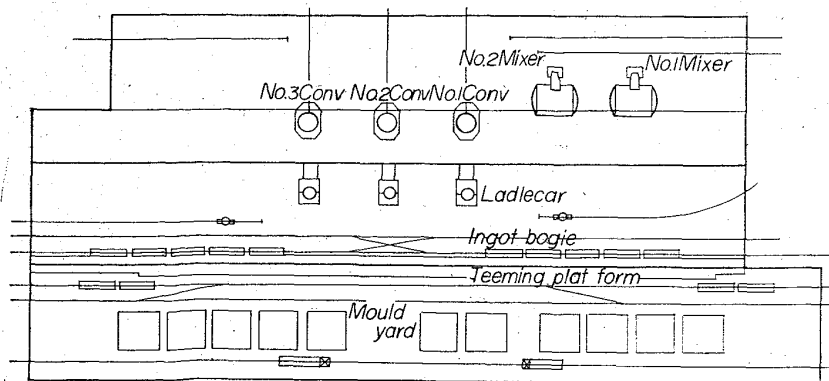 No.2Mixer
No.1Mixer
No.3Conv No.2Conv No.1Conv
Ladlecar
Ingot bogie
Teeming plat form
Mould
yard